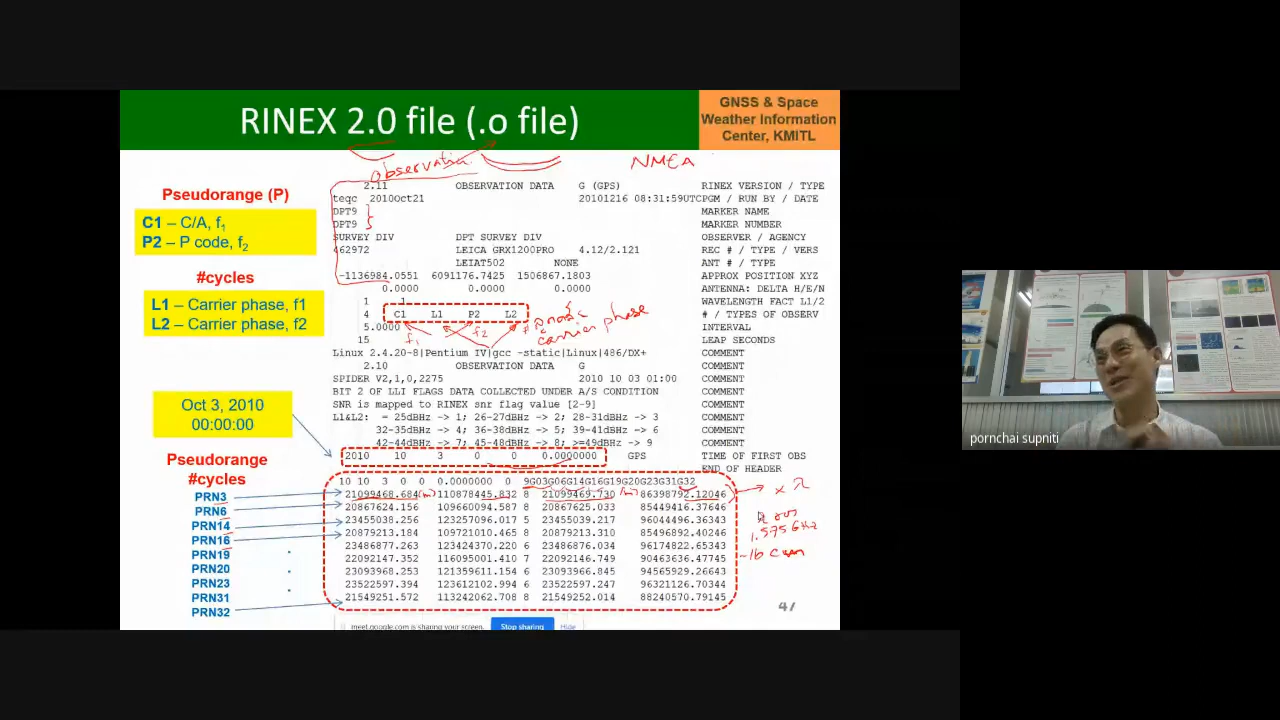 RINEX 2.0 file (.o file)
GNSS & Space
Weather Information
Center, KMITL
observation
NMEA
Pseudorange (P)
C1 – C/A, f1
P2 – P code, f2
#cycles
L1 – Carrier phase, f1
L2 – Carrier phase, f2
Oct 3, 2010
00:00:00
Pseudorange
#cycles
PRN3
PRN6
PRN14
PRN16
PRN19
PRN20
PRN23
PRN31
PRN32
2.11 OBSERVATION DATA G (GPS) RINEX VERSION / TYPE
teqc 2010Oct21 20101216 08:31:59UTCPGM / RUN BY / DATE
DPT9 MARKER NAME
DPT9 MARKER NUMBER
SURVEY DIV DPT SURVEY DIV OBSERVER / AGENCY
462972 LEICA GRX1200PRO 4.12/2.121 REC # / TYPE / VERS
LEIAT502 NONE ANT # / TYPE
-1136984.0551 6091176.7425 1506867.1803 APPROX POSITION XYZ
0.0000 0.0000 0.0000 ANTENNA: DELTA H/E/N
1 1 WAVELENGTH FACT L1/2
4 C1 L1 P2 L2 # / TYPES OF OBSERV
5.0000 INTERVAL
15 LEAP SECONDS
f1 f2
carrier phase
Linux 2.4.20-8|Pentium IV|gcc -static|Linux|486/DX+ COMMENT
2.10 OBSERVATION DATA G COMMENT
SPIDER V2,1,0,2275 2010 10 03 01:00 COMMENT
BIT 2 OF LLI FLAGS DATA COLLECTED UNDER A/S CONDITION COMMENT
SNR is mapped to RINEX snr flag value [2-9] COMMENT
L1&L2: = 25dBHz -> 1; 26-27dBHz -> 2; 28-31dBHz -> 3 COMMENT
32-35dBHz -> 4; 36-38dBHz -> 5; 39-41dBHz -> 6 COMMENT
42-44dBHz -> 7; 45-48dBHz -> 8; >=49dBHz -> 9 COMMENT
2010 10 3 0 0 0.0000000 GPS TIME OF FIRST OBS
END OF HEADER
10 10 3 0 0 0.0000000 0 9G03G06G14G16G19G20G23G31G32
21099468.684 (m) 110878445.832 8 21099469.730 (m) 86398792.12046
20867624.156 109660094.587 8 20867625.033 85449416.37646
23455038.256 123257096.017 5 23455039.217 96044496.36343
20879213.184 109721010.465 8 20879213.310 85496892.40246
23486877.263 123424370.220 6 23486876.034 96174822.65343
22092147.352 116095001.410 7 22092146.749 90463636.47745
23093968.253 121359611.154 6 23093966.845 94565929.26643
23522597.394 123612102.994 6 23522597.247 96321126.70344
21549251.572 113242062.708 8 21549252.014 88240570.79145
x λ
1.575 GHz
47
meet.google.com is sharing your screen.
Stop sharing
Hide
pornchai supniti